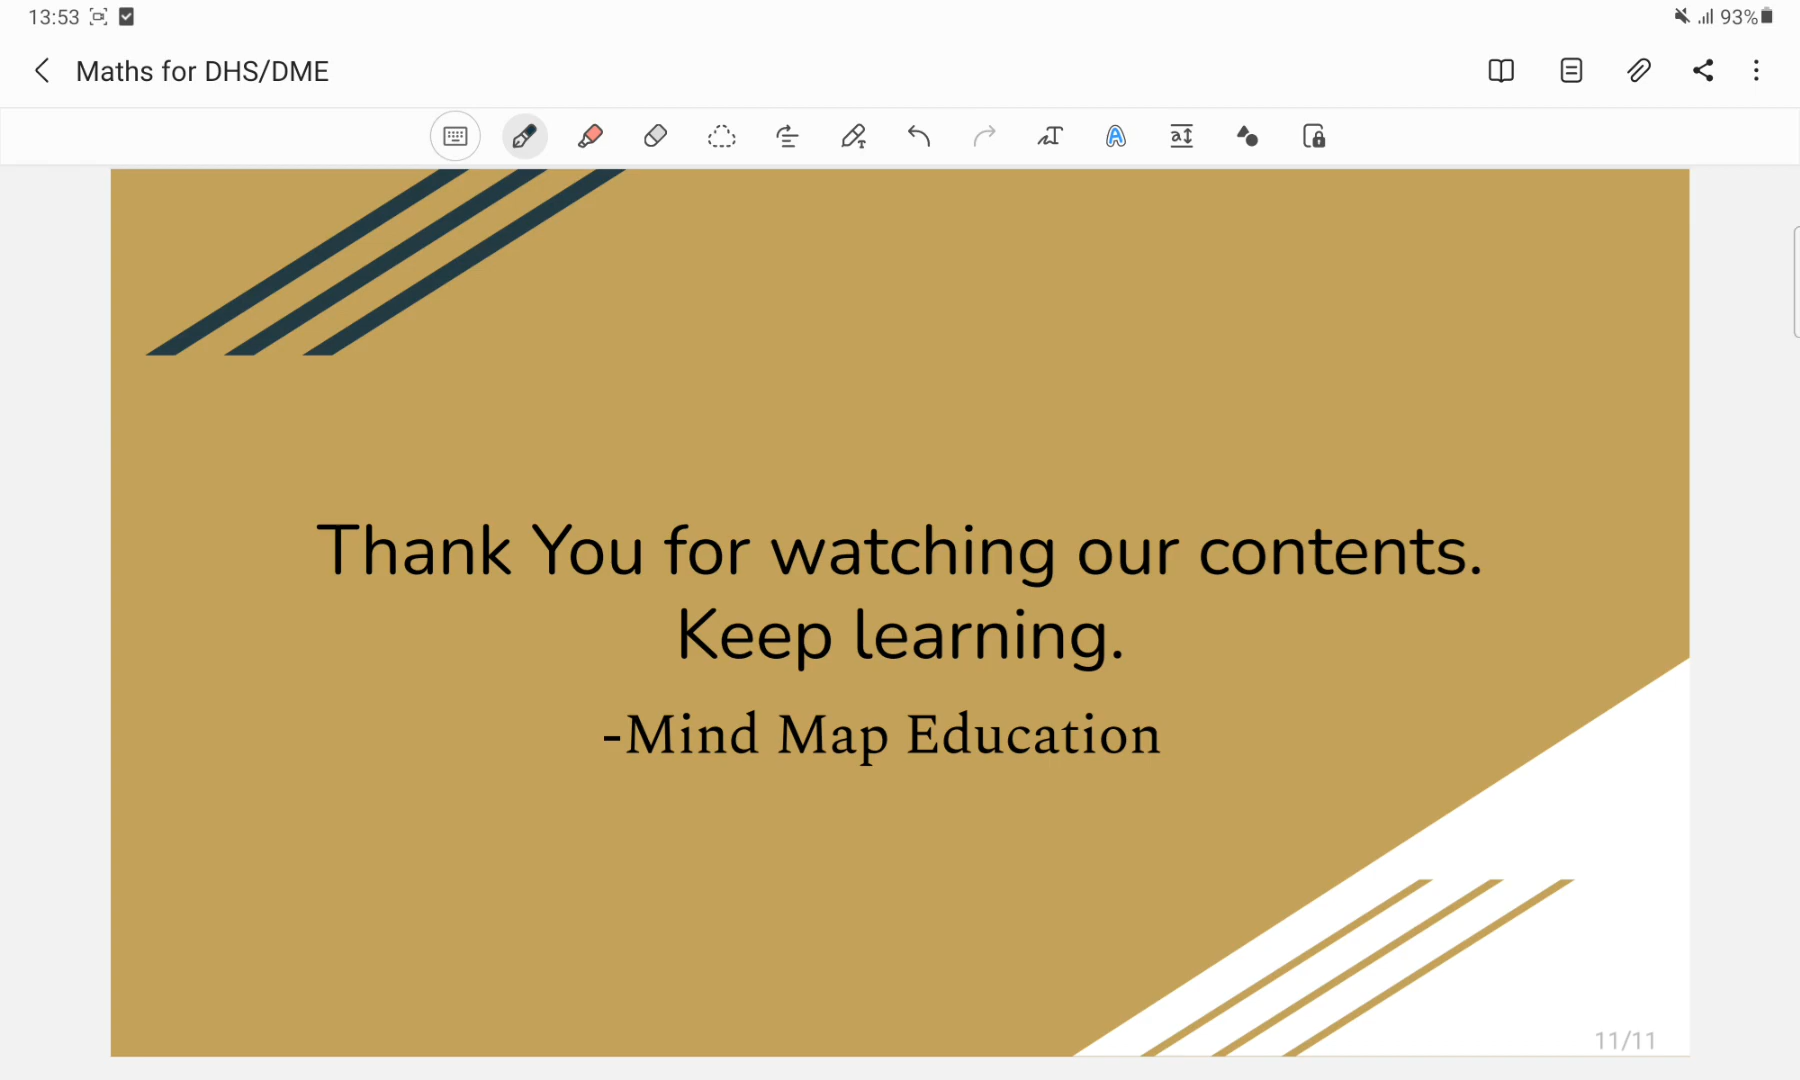 13:53
93%
Maths for DHS/DME
Thank You for watching our contents.
Keep learning.
-Mind Map Education
11/11